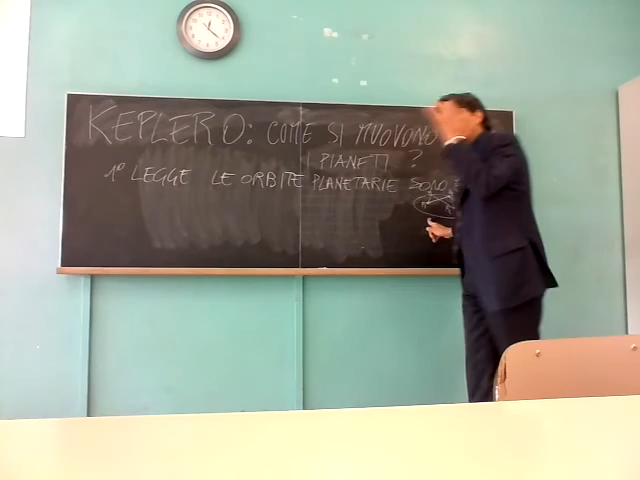 KEPLERO: COME SI MUOVONO
I PIANETI ?
1° LEGGE LE ORBITE PLANETARIE SONO